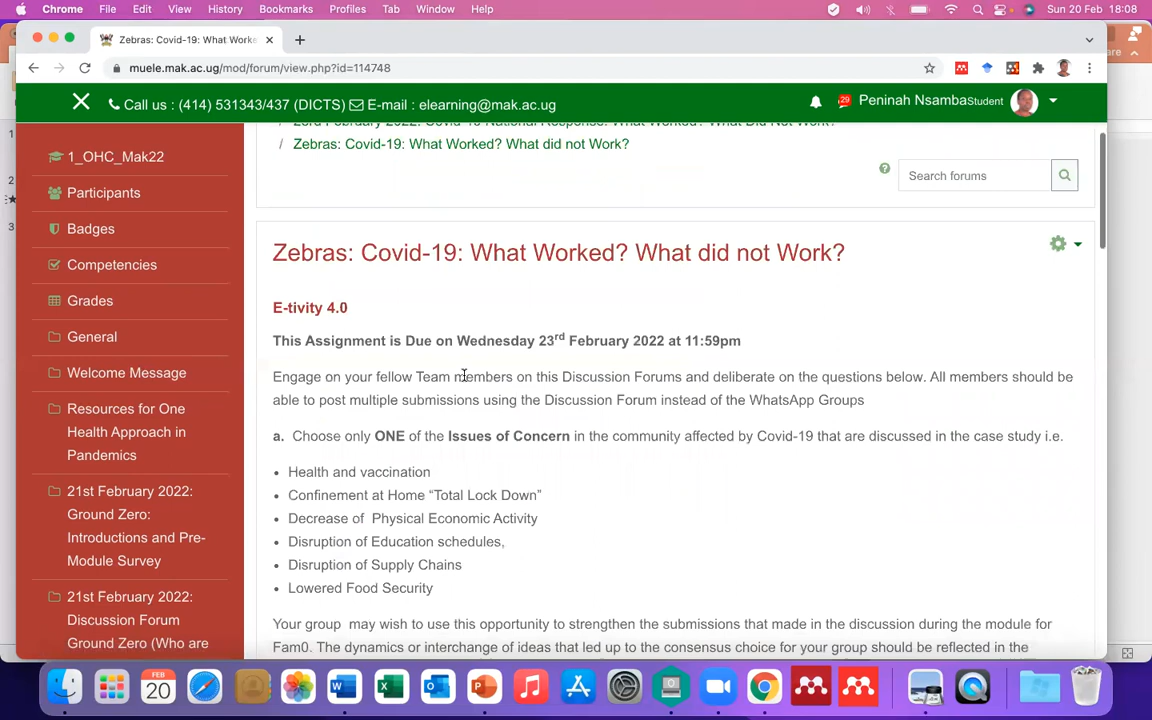 Chrome File Edit View History Bookmarks Profiles Tab Window Help Sun 20 Feb 18:08
Zebras: Covid-19: What Worke
muele.mak.ac.ug/mod/forum/view.php?id=114748
Call us : (414) 531343/437 (DICTS) E-mail : elearning@mak.ac.ug
29 Peninah NsambaStudent
1_OHC_Mak22
Participants
Badges
Competencies
Grades
General
Welcome Message
Resources for One
Health Approach in
Pandemics
21st February 2022:
Ground Zero:
Introductions and Pre-
Module Survey
21st February 2022:
Discussion Forum
Ground Zero (Who are
/ Zebras: Covid-19: What Worked? What did not Work?
Search forums
Zebras: Covid-19: What Worked? What did not Work?
E-tivity 4.0
This Assignment is Due on Wednesday 23rd February 2022 at 11:59pm
Engage on your fellow Team members on this Discussion Forums and deliberate on the questions below. All members should be
able to post multiple submissions using the Discussion Forum instead of the WhatsApp Groups
a. Choose only ONE of the Issues of Concern in the community affected by Covid-19 that are discussed in the case study i.e.
• Health and vaccination
• Confinement at Home “Total Lock Down”
• Decrease of Physical Economic Activity
• Disruption of Education schedules,
• Disruption of Supply Chains
• Lowered Food Security
Your group may wish to use this opportunity to strengthen the submissions that made in the discussion during the module for
Fam0. The dynamics or interchange of ideas that led up to the consensus choice for your group should be reflected in the
1
2
3
FEB
20